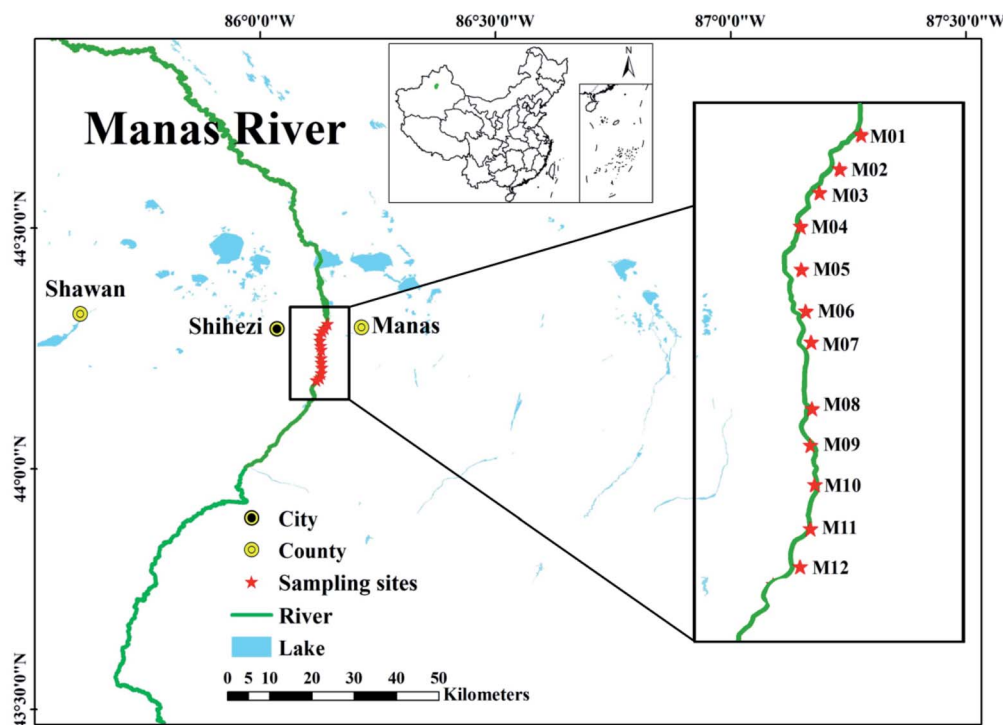 86°0'0"E
86°30'0"E
87°0'0"E
87°30'0"E
44°30'0"N
44°0'0"N
43°30'0"N
Manas River
N
Shawan
Shihezi
Manas
M01
M02
M03
M04
M05
M06
M07
M08
M09
M10
M11
M12
City
County
Sampling sites
River
Lake
0 5 10 20 30 40 50
Kilometers